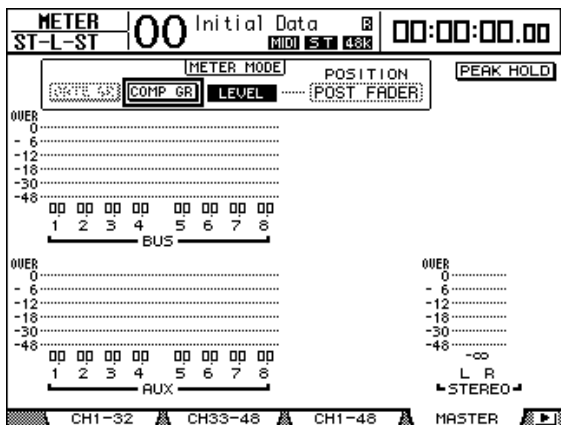 METER
ST-L-ST
00 Initial Data
MIDI ST 48k
00:00:00.00
METER MODE
GATE GR COMP GR LEVEL
POSITION
POST FADER
PEAK HOLD
OVER
0
- 6
-12
-18
-30
-48
00 00 00 00 00 00 00 00
1 2 3 4 5 6 7 8
BUS
OVER
0
- 6
-12
-18
-30
-48
00 00 00 00 00 00 00 00
1 2 3 4 5 6 7 8
AUX
OVER
0
- 6
-12
-18
-30
-48
-∞
L R
STEREO
CH1-32 CH33-48 CH1-48 MASTER